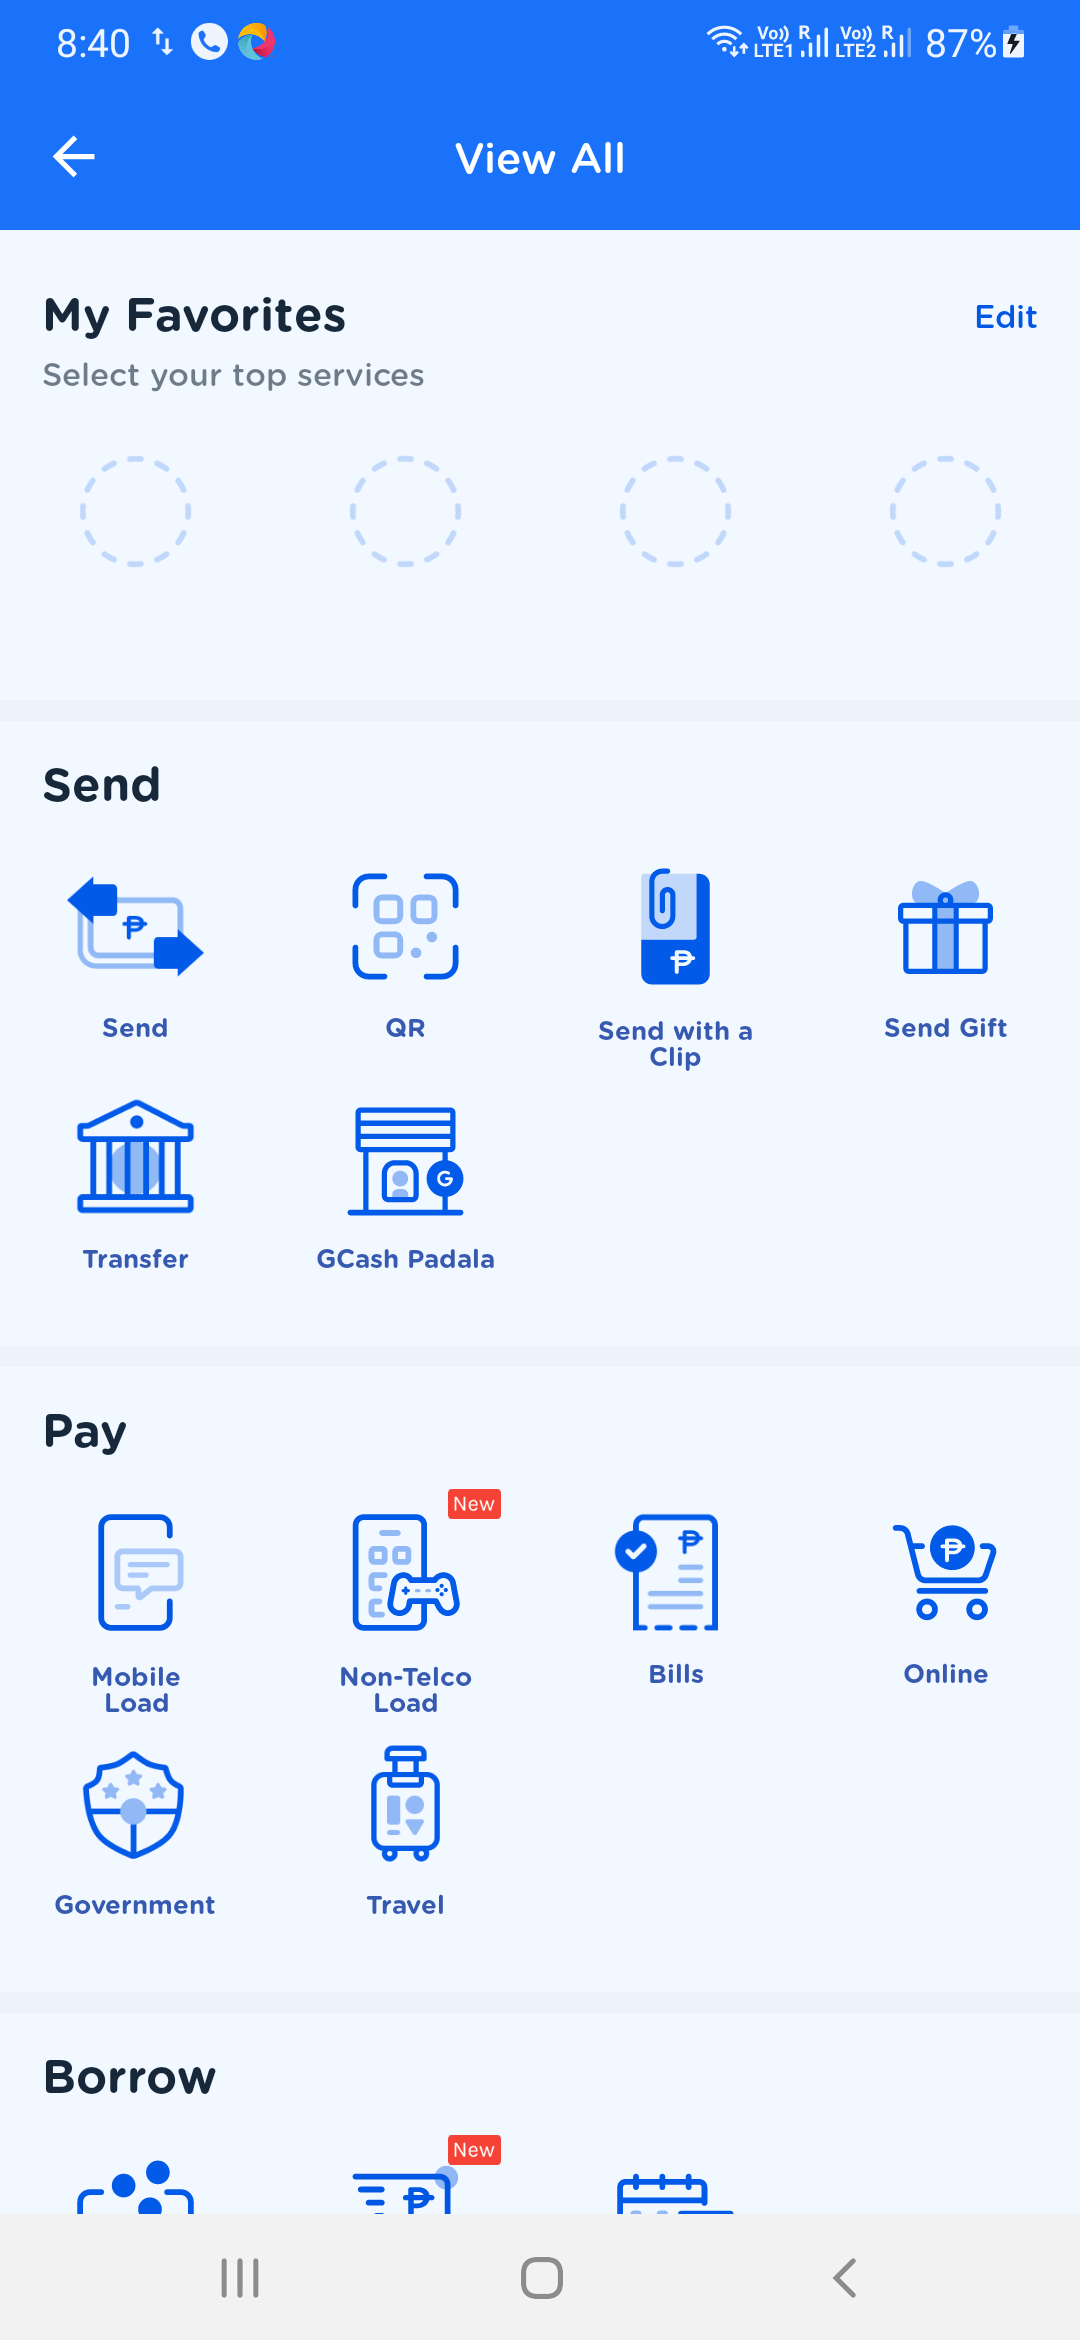 8:40
Vo)) R Vo)) R
LTE1 LTE2 87%
View All
My Favorites
Edit
Select your top services
Send
₱
₱
Send
QR
Send with a
Clip
Send Gift
G
Transfer
GCash Padala
Pay
New
₱
₱
Mobile
Load
Non-Telco
Load
Bills
Online
Government
Travel
Borrow
New
₱